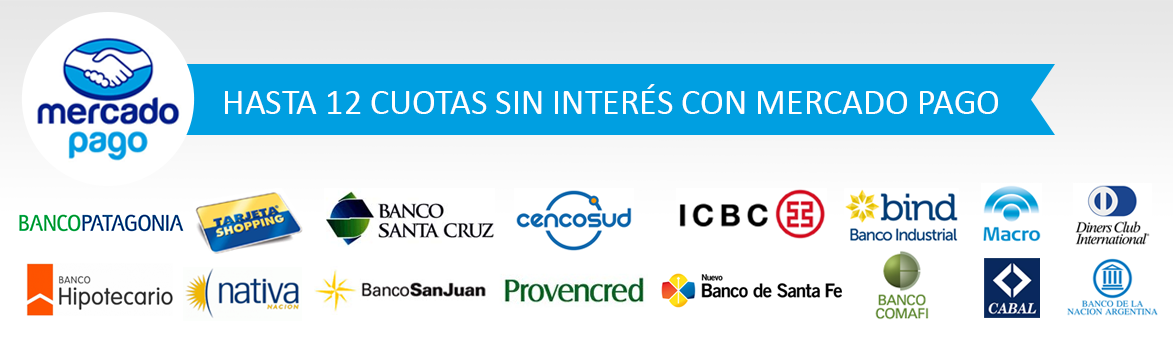 mercado
pago
HASTA 12 CUOTAS SIN INTERÉS CON MERCADO PAGO
BANCOPATAGONIA
TARJETA
SHOPPING
BANCO
SANTA CRUZ
cencosud
ICBC
bind
Banco Industrial
Macro
Diners Club
International®
BANCO
Hipotecario
nativa
NACION
BancoSanJuan
Provencred
Nuevo
Banco de Santa Fe
BANCO
COMAFI
CABAL
BANCO DE LA
NACION ARGENTINA